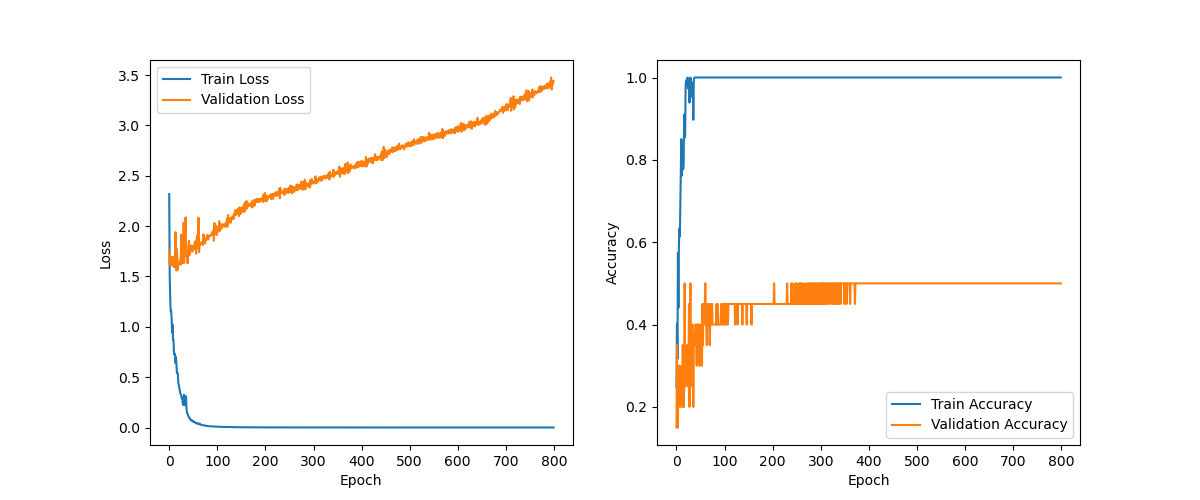 Train Loss
Validation Loss
3.5
3.0
2.5
2.0
1.5
1.0
0.5
0.0
Loss
0 100 200 300 400 500 600 700 800
Epoch
1.0
0.8
0.6
0.4
0.2
Accuracy
Train Accuracy
Validation Accuracy
0 100 200 300 400 500 600 700 800
Epoch